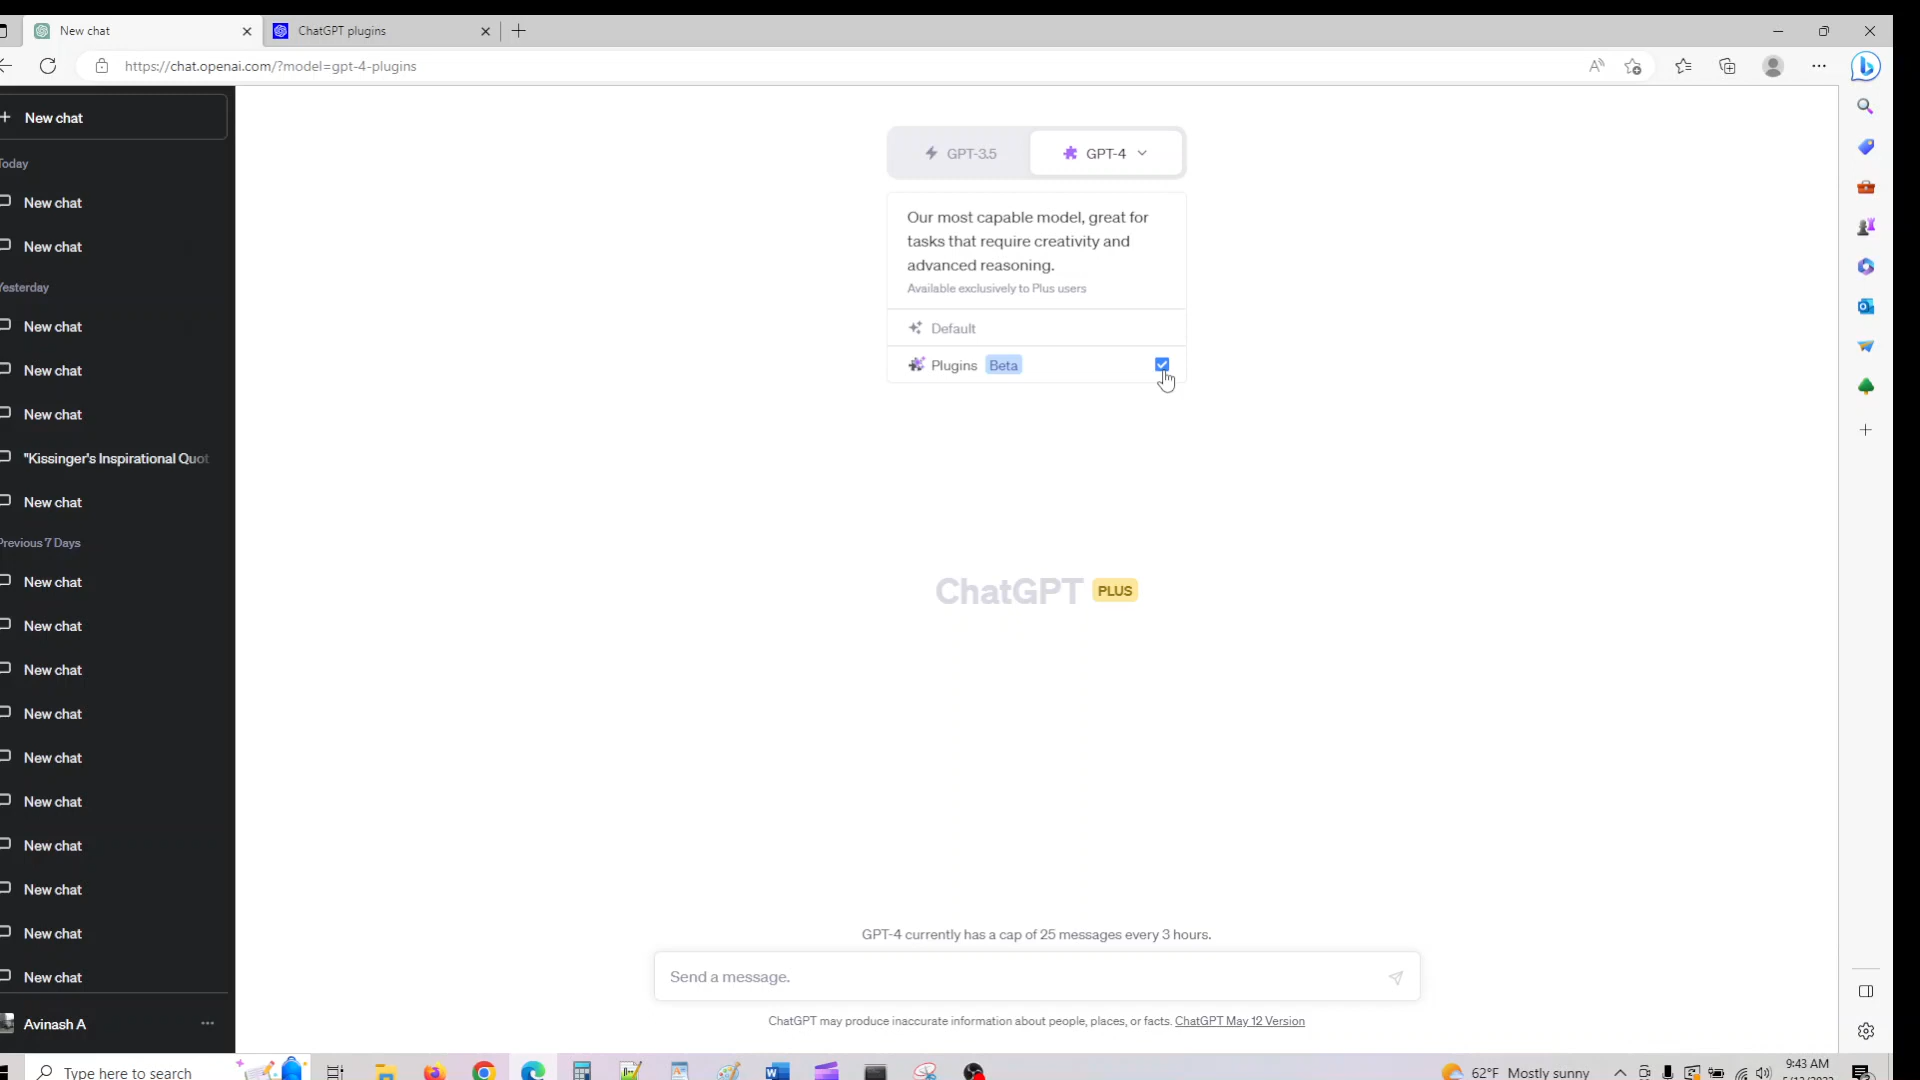 New chat
ChatGPT plugins
https://chat.openai.com/?model=gpt-4-plugins
New chat
Today
New chat
New chat
Yesterday
New chat
New chat
New chat
"Kissinger's Inspirational Quot
New chat
Previous 7 Days
New chat
New chat
New chat
New chat
New chat
New chat
New chat
New chat
New chat
New chat
Avinash A
GPT-3.5
GPT-4
Our most capable model, great for
tasks that require creativity and
advanced reasoning.
Available exclusively to Plus users
Default
Plugins Beta
ChatGPT PLUS
GPT-4 currently has a cap of 25 messages every 3 hours.
Send a message.
ChatGPT may produce inaccurate information about people, places, or facts. ChatGPT May 12 Version
Type here to search
62°F Mostly sunny
9:43 AM